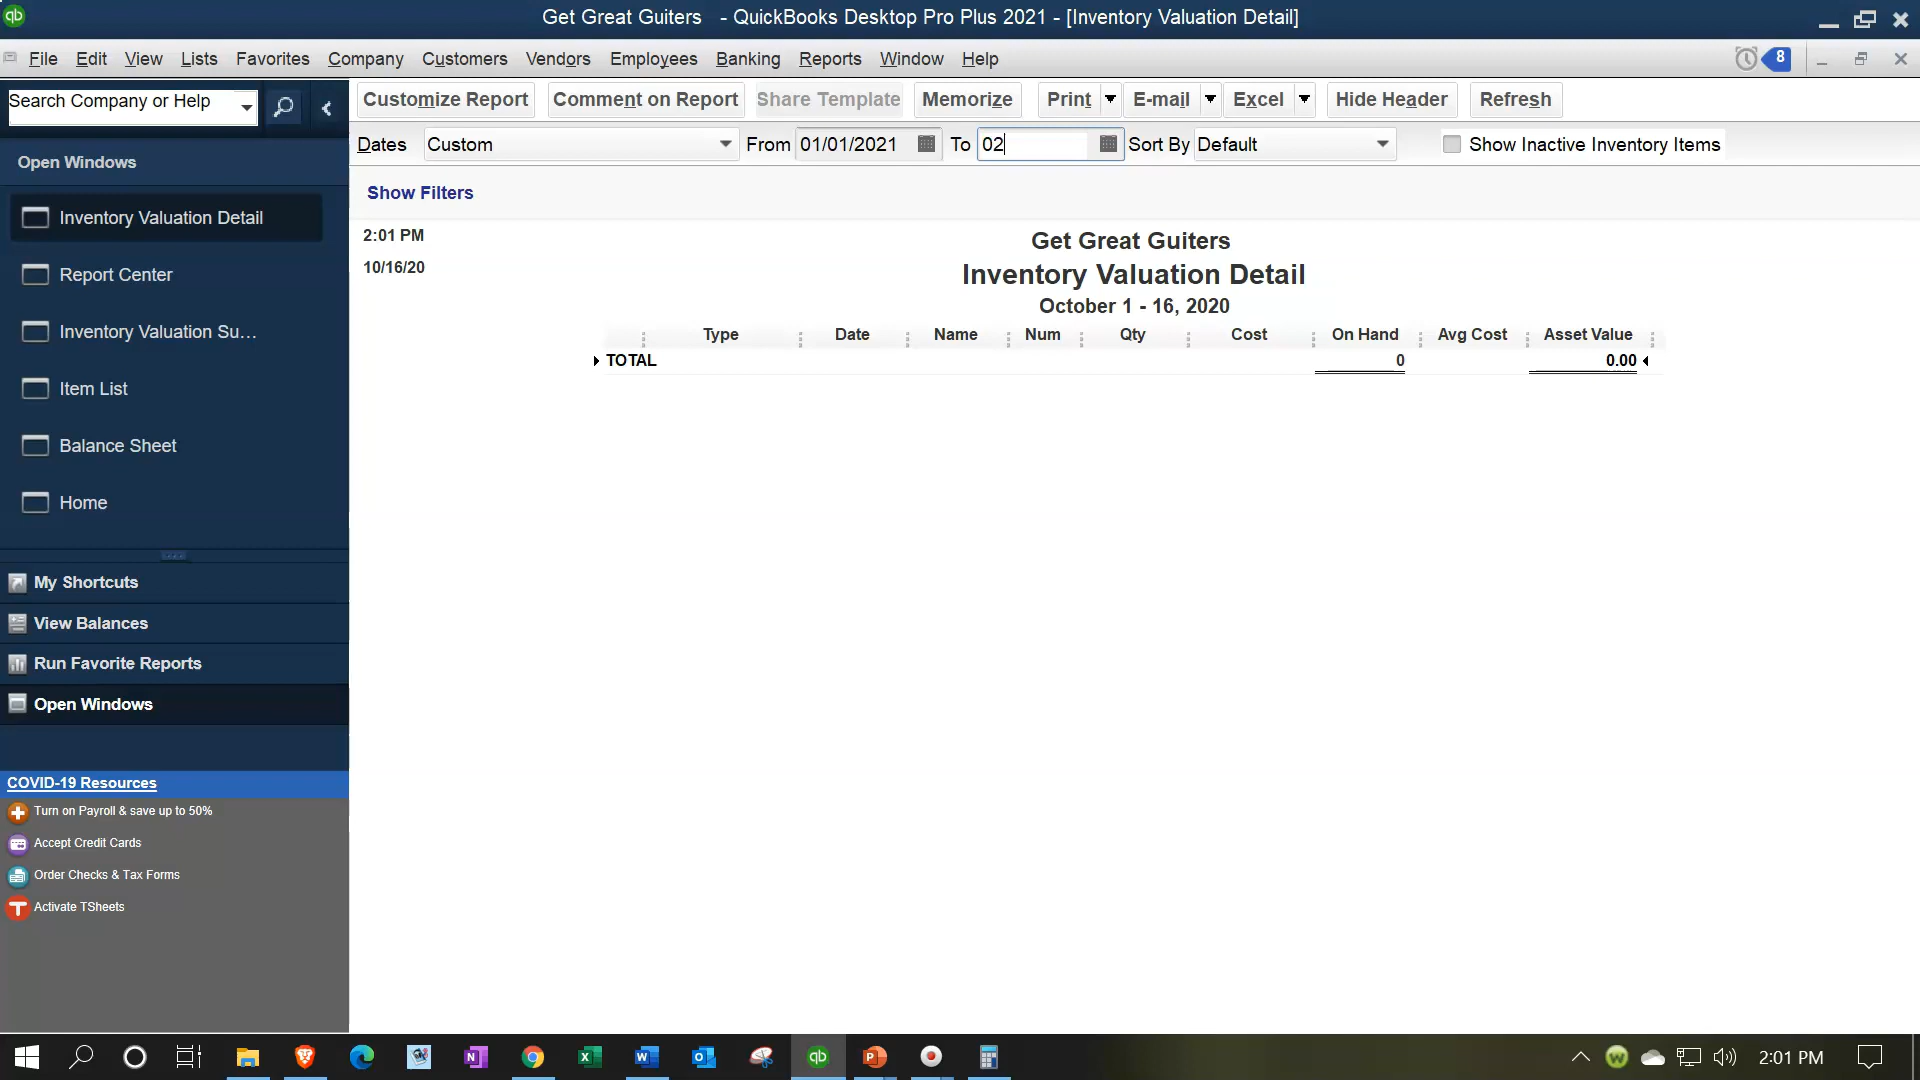 qb Get Great Guiters - QuickBooks Desktop Pro Plus 2021 - [Inventory Valuation Detail]
File Edit View Lists Favorites Company Customers Vendors Employees Banking Reports Window Help 8
Search Company or Help
Customize Report Comment on Report Share Template Memorize Print E-mail Excel Hide Header Refresh
Dates Custom From 01/01/2021 To 02 Sort By Default Show Inactive Inventory Items
Show Filters
Open Windows
Inventory Valuation Detail
Report Center
Inventory Valuation Su...
Item List
Balance Sheet
Home
My Shortcuts
View Balances
Run Favorite Reports
Open Windows
COVID-19 Resources
Turn on Payroll & save up to 50%
Accept Credit Cards
Order Checks & Tax Forms
Activate TSheets
2:01 PM
10/16/20
Get Great Guiters
Inventory Valuation Detail
October 1 - 16, 2020
Type Date Name Num Qty Cost On Hand Avg Cost Asset Value
TOTAL 0 0.00
2:01 PM